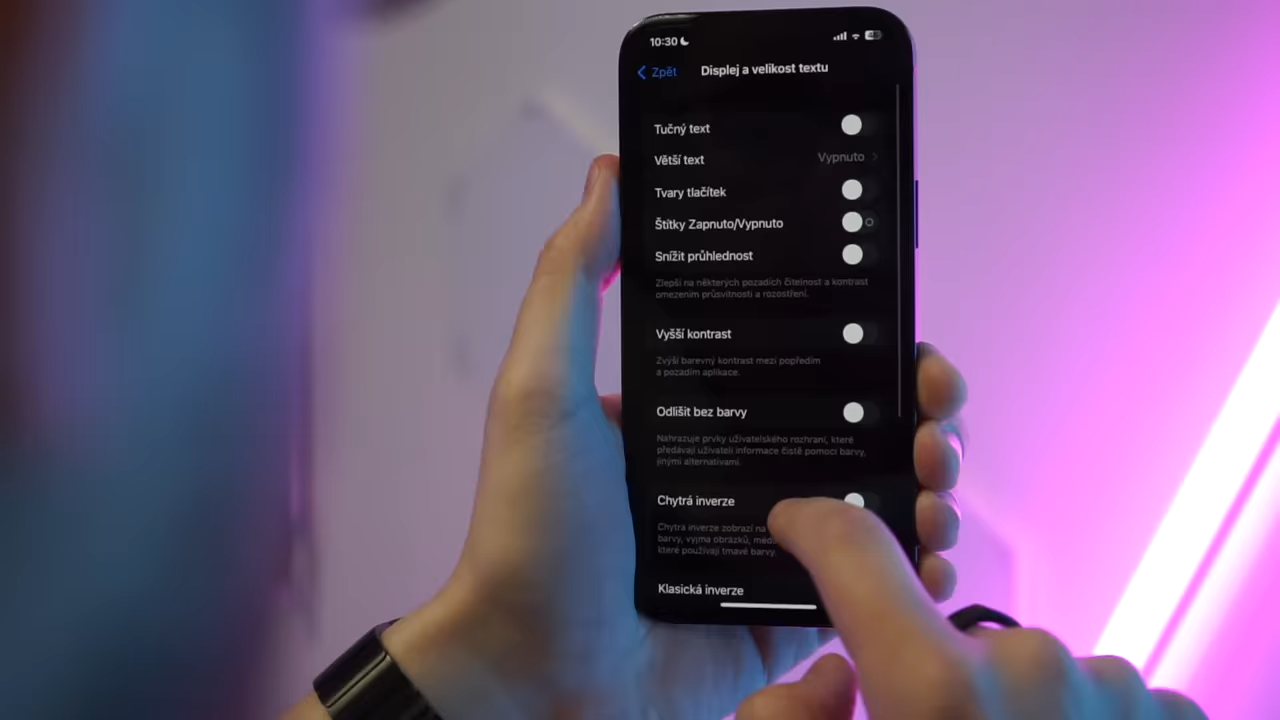 10:30
48
Zpět
Displej a velikost textu
Tučný text
Větší text
Vypnuto
Tvary tlačítek
Štítky Zapnuto/Vypnuto
Snížit průhlednost
Zlepší na některých pozadích čitelnost a kontrast
omezením průsvitnosti a rozostření.
Vyšší kontrast
Zvýší barevný kontrast mezi popředím
a pozadím aplikace.
Odlišit bez barvy
Nahrazuje prvky uživatelského rozhraní, které
předávají uživateli informace čistě pomocí barvy,
jinými alternativami.
Chytrá inverze
Chytrá inverze zobrazí na
barvy, vyjma obrázků,
které používají tmavé barvy.
Klasická inverze